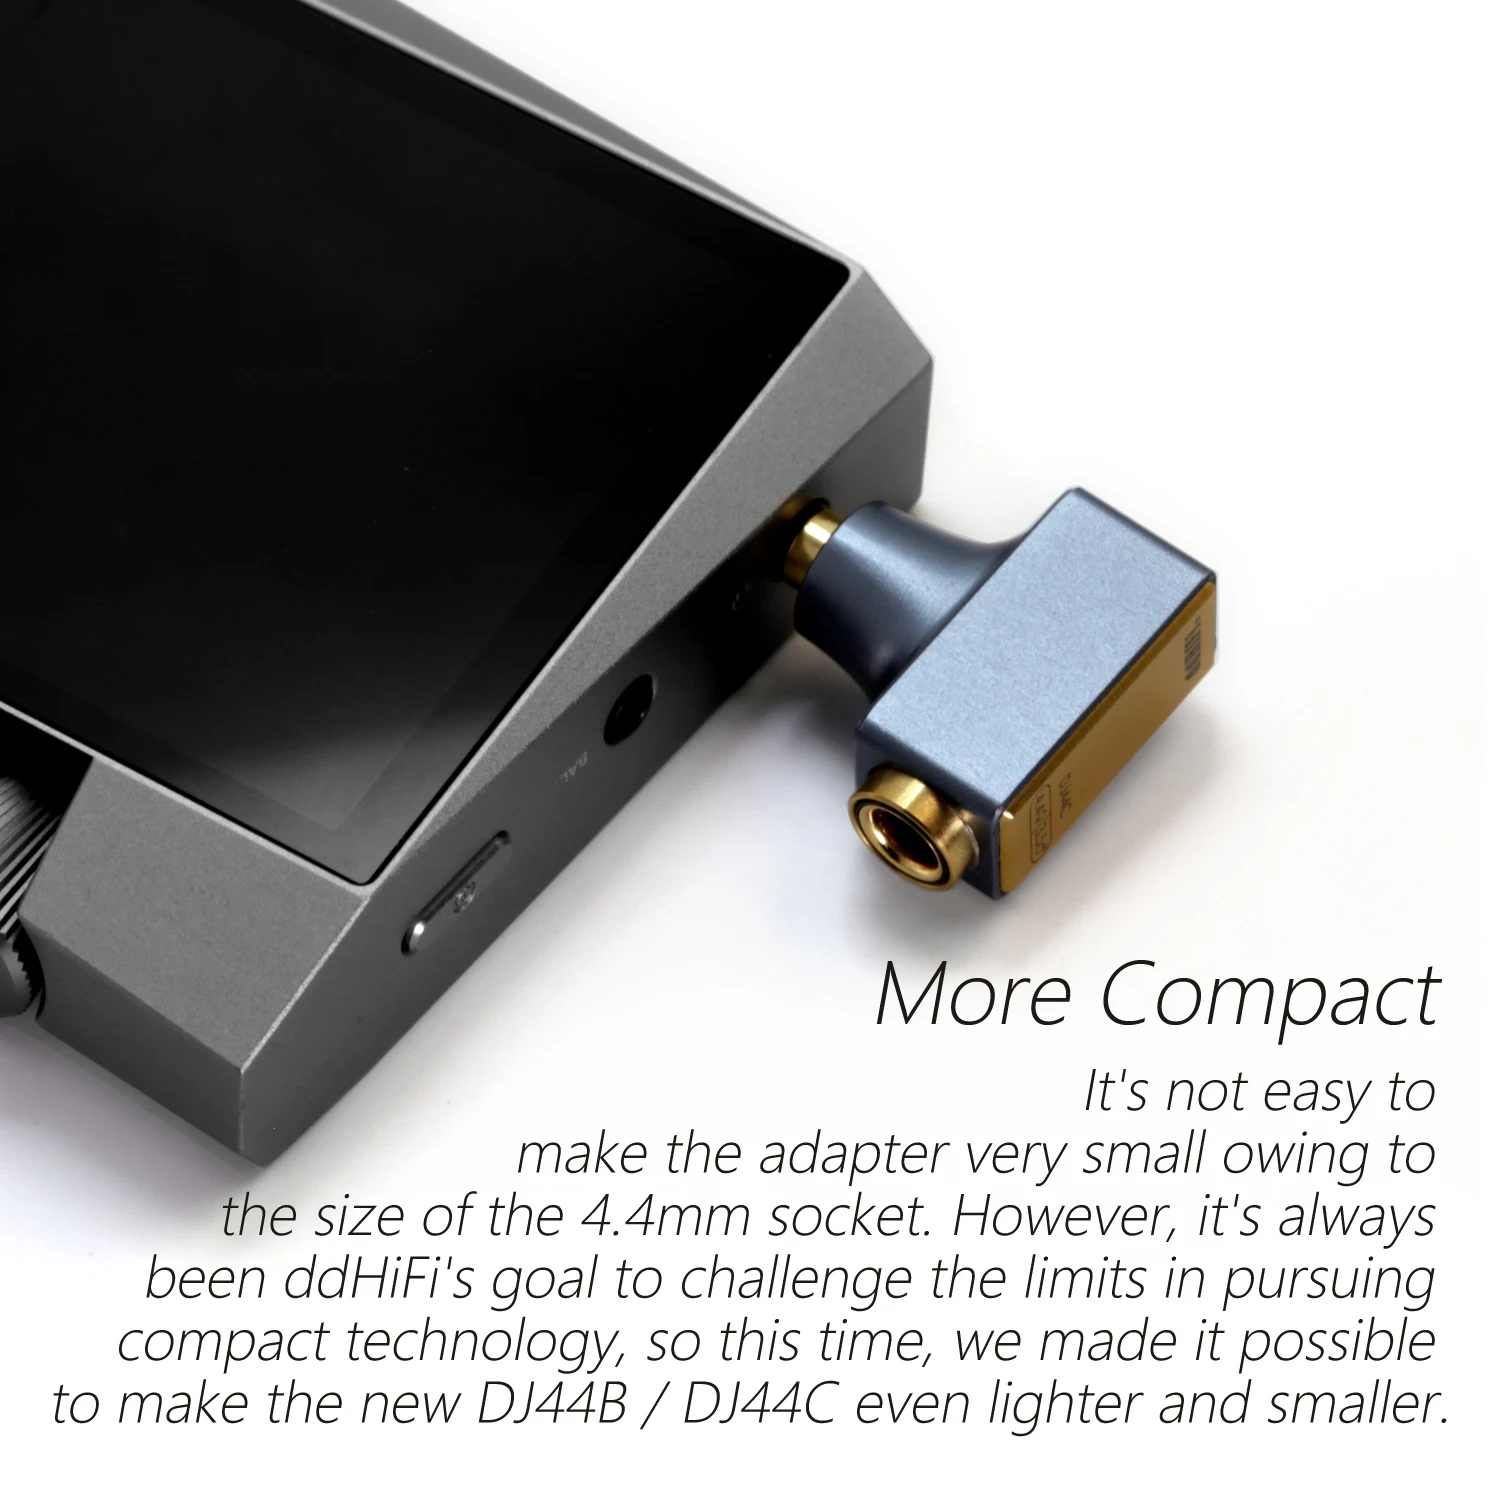 BAL
DJ44C
More Compact
It's not easy to
make the adapter very small owing to
the size of the 4.4mm socket. However, it's always
been ddHiFi's goal to challenge the limits in pursuing
compact technology, so this time, we made it possible
to make the new DJ44B / DJ44C even lighter and smaller.